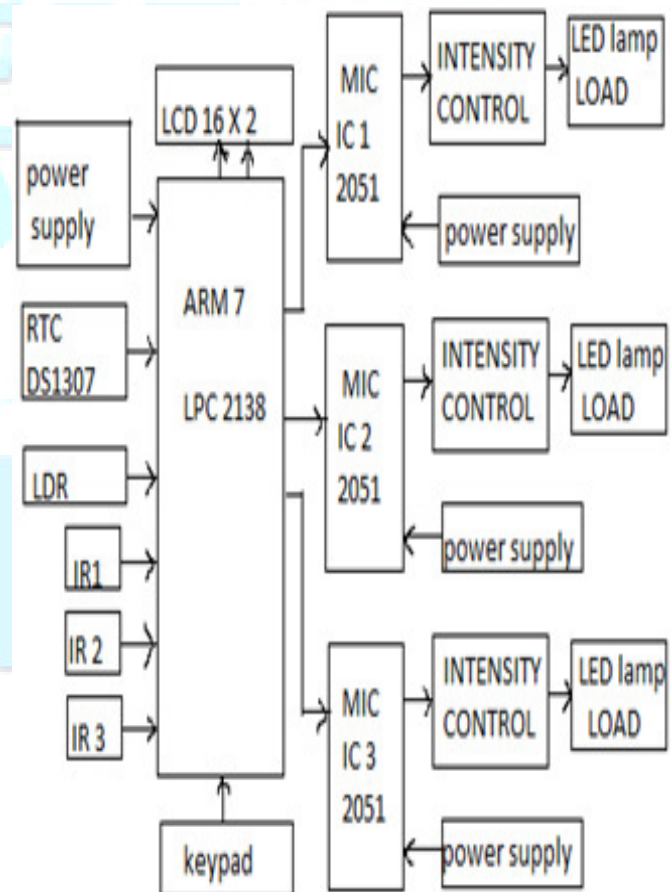 LCD 16 X 2
power
supply
RTC
DS1307
LDR
IR1
IR 2
IR 3
ARM 7
LPC 2138
keypad
MIC
IC 1
2051
INTENSITY
CONTROL
LED lamp
LOAD
power supply
MIC
IC 2
2051
INTENSITY
CONTROL
LED lamp
LOAD
power supply
MIC
IC 3
2051
INTENSITY
CONTROL
LED lamp
LOAD
power supply